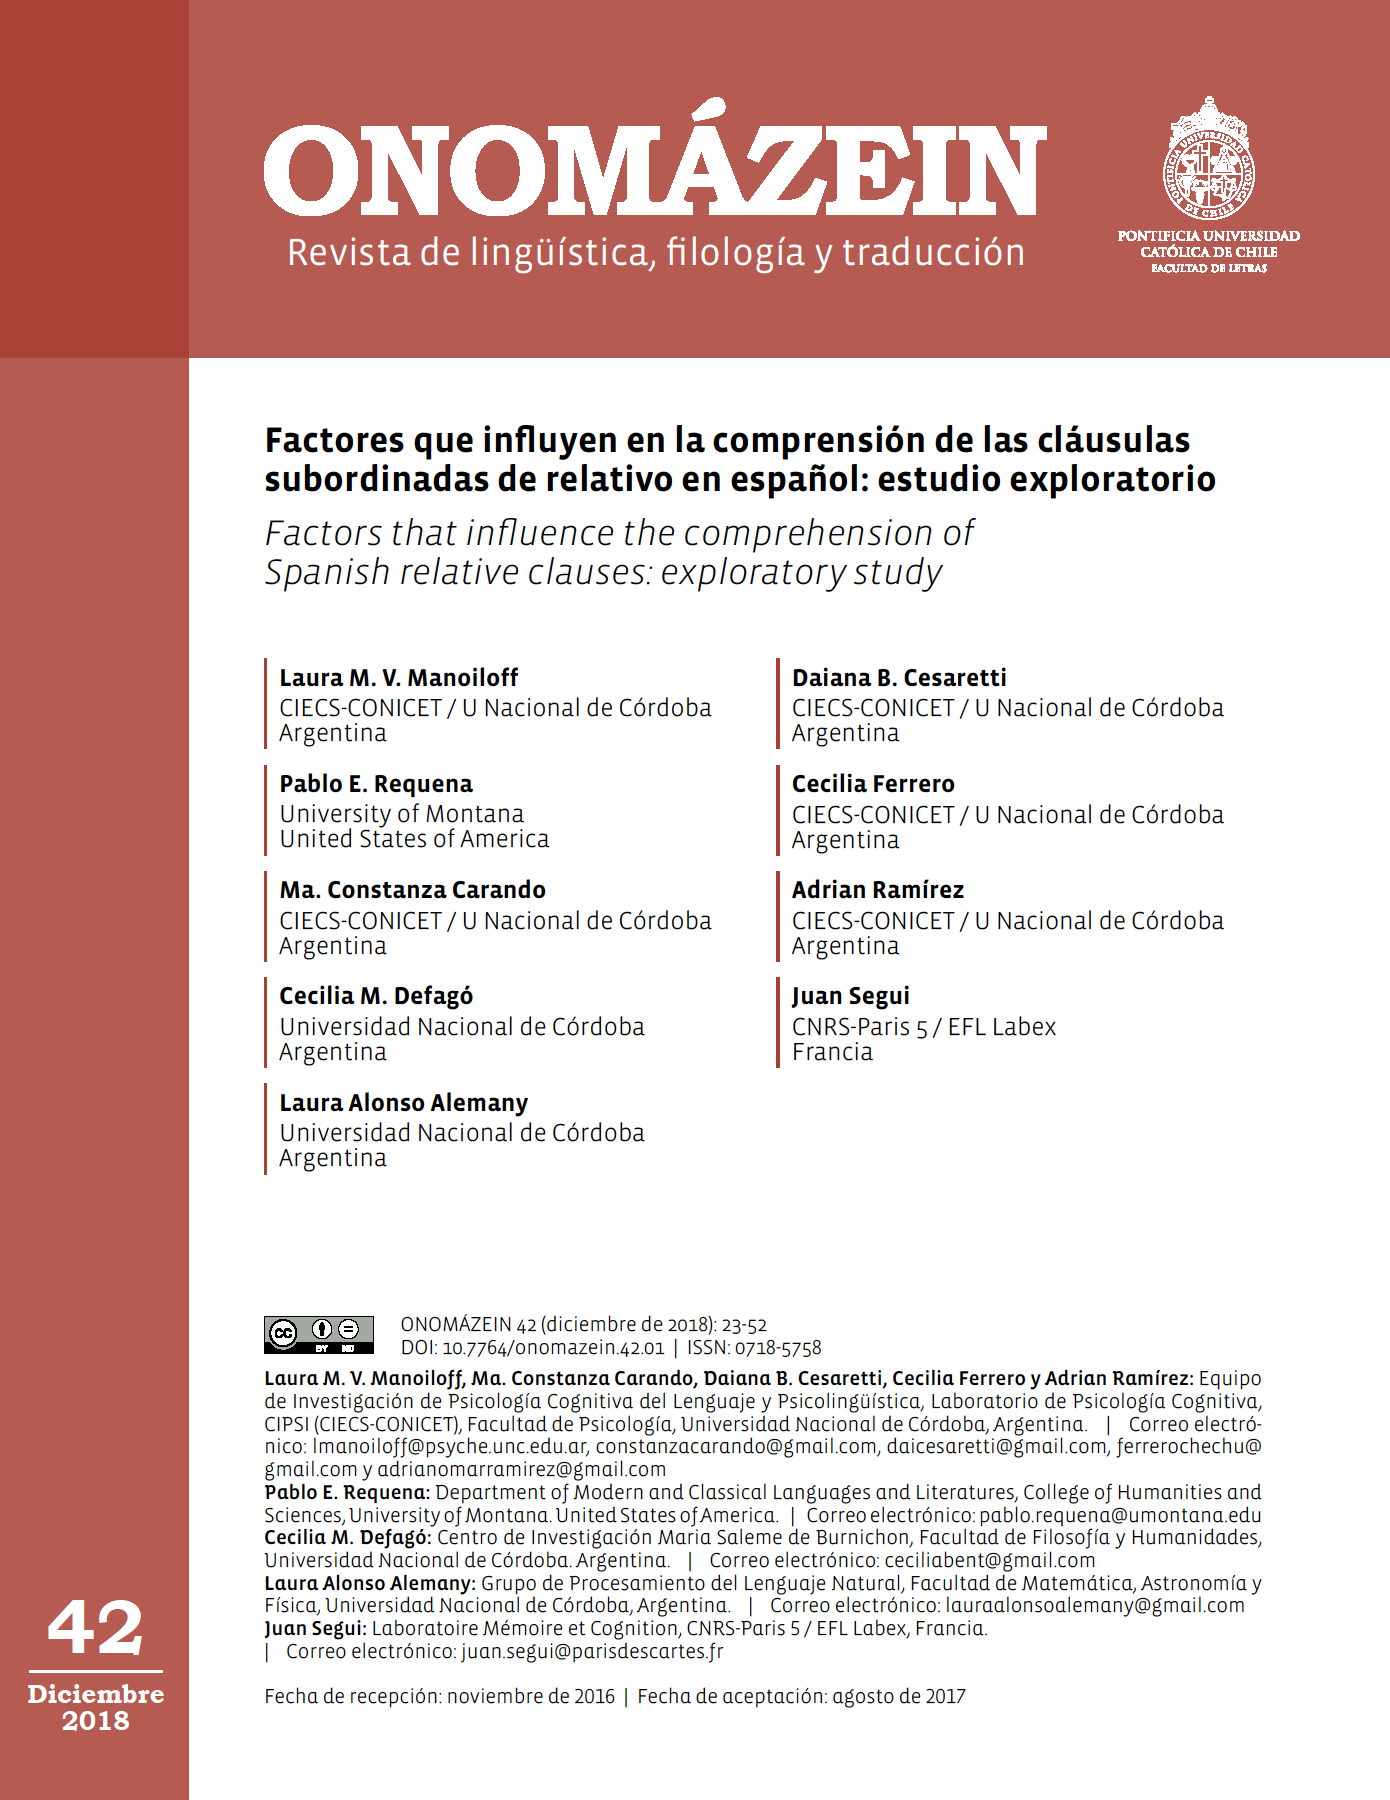 ONOMÁZEIN
Revista de lingüística, filología y traducción
PONTIFICIA UNIVERSIDAD CATÓLICA DE CHILE
PONTIFICIA UNIVERSIDAD
CATÓLICA DE CHILE
FACULTAD DE LETRAS
Factores que influyen en la comprensión de las cláusulas
subordinadas de relativo en español: estudio exploratorio
Factors that influence the comprehension of
Spanish relative clauses: exploratory study
Laura M. V. Manoiloff
CIECS-CONICET / U Nacional de Córdoba
Argentina
Pablo E. Requena
University of Montana
United States of America
Ma. Constanza Carando
CIECS-CONICET / U Nacional de Córdoba
Argentina
Cecilia M. Defagó
Universidad Nacional de Córdoba
Argentina
Laura Alonso Alemany
Universidad Nacional de Córdoba
Argentina
Daiana B. Cesaretti
CIECS-CONICET / U Nacional de Córdoba
Argentina
Cecilia Ferrero
CIECS-CONICET / U Nacional de Córdoba
Argentina
Adrian Ramírez
CIECS-CONICET / U Nacional de Córdoba
Argentina
Juan Segui
CNRS-Paris 5 / EFL Labex
Francia
cc BY ND
ONOMÁZEIN 42 (diciembre de 2018): 23-52
DOI: 10.7764/onomazein.42.01 | ISSN: 0718-5758
Laura M. V. Manoiloff, Ma. Constanza Carando, Daiana B. Cesaretti, Cecilia Ferrero y Adrian Ramírez: Equipo
de Investigación de Psicología Cognitiva del Lenguaje y Psicolingüística, Laboratorio de Psicología Cognitiva,
CIPSI (CIECS-CONICET), Facultad de Psicología, Universidad Nacional de Córdoba, Argentina. | Correo electró-
nico: lmanoiloff@psyche.unc.edu.ar, constanzacarando@gmail.com, daicesaretti@gmail.com, ferrerochechu@
gmail.com y adrianomarramirez@gmail.com
Pablo E. Requena: Department of Modern and Classical Languages and Literatures, College of Humanities and
Sciences, University of Montana. United States of America. | Correo electrónico: pablo.requena@umontana.edu
Cecilia M. Defagó: Centro de Investigación Maria Saleme de Burnichon, Facultad de Filosofía y Humanidades,
Universidad Nacional de Córdoba. Argentina. | Correo electrónico: ceciliabent@gmail.com
Laura Alonso Alemany: Grupo de Procesamiento del Lenguaje Natural, Facultad de Matemática, Astronomía y
Física, Universidad Nacional de Córdoba, Argentina. | Correo electrónico: lauraalonsoalemany@gmail.com
Juan Segui: Laboratoire Mémoire et Cognition, CNRS-Paris 5 / EFL Labex, Francia.
| Correo electrónico: juan.segui@parisdescartes.fr
Fecha de recepción: noviembre de 2016 | Fecha de aceptación: agosto de 2017
42
Diciembre
2018